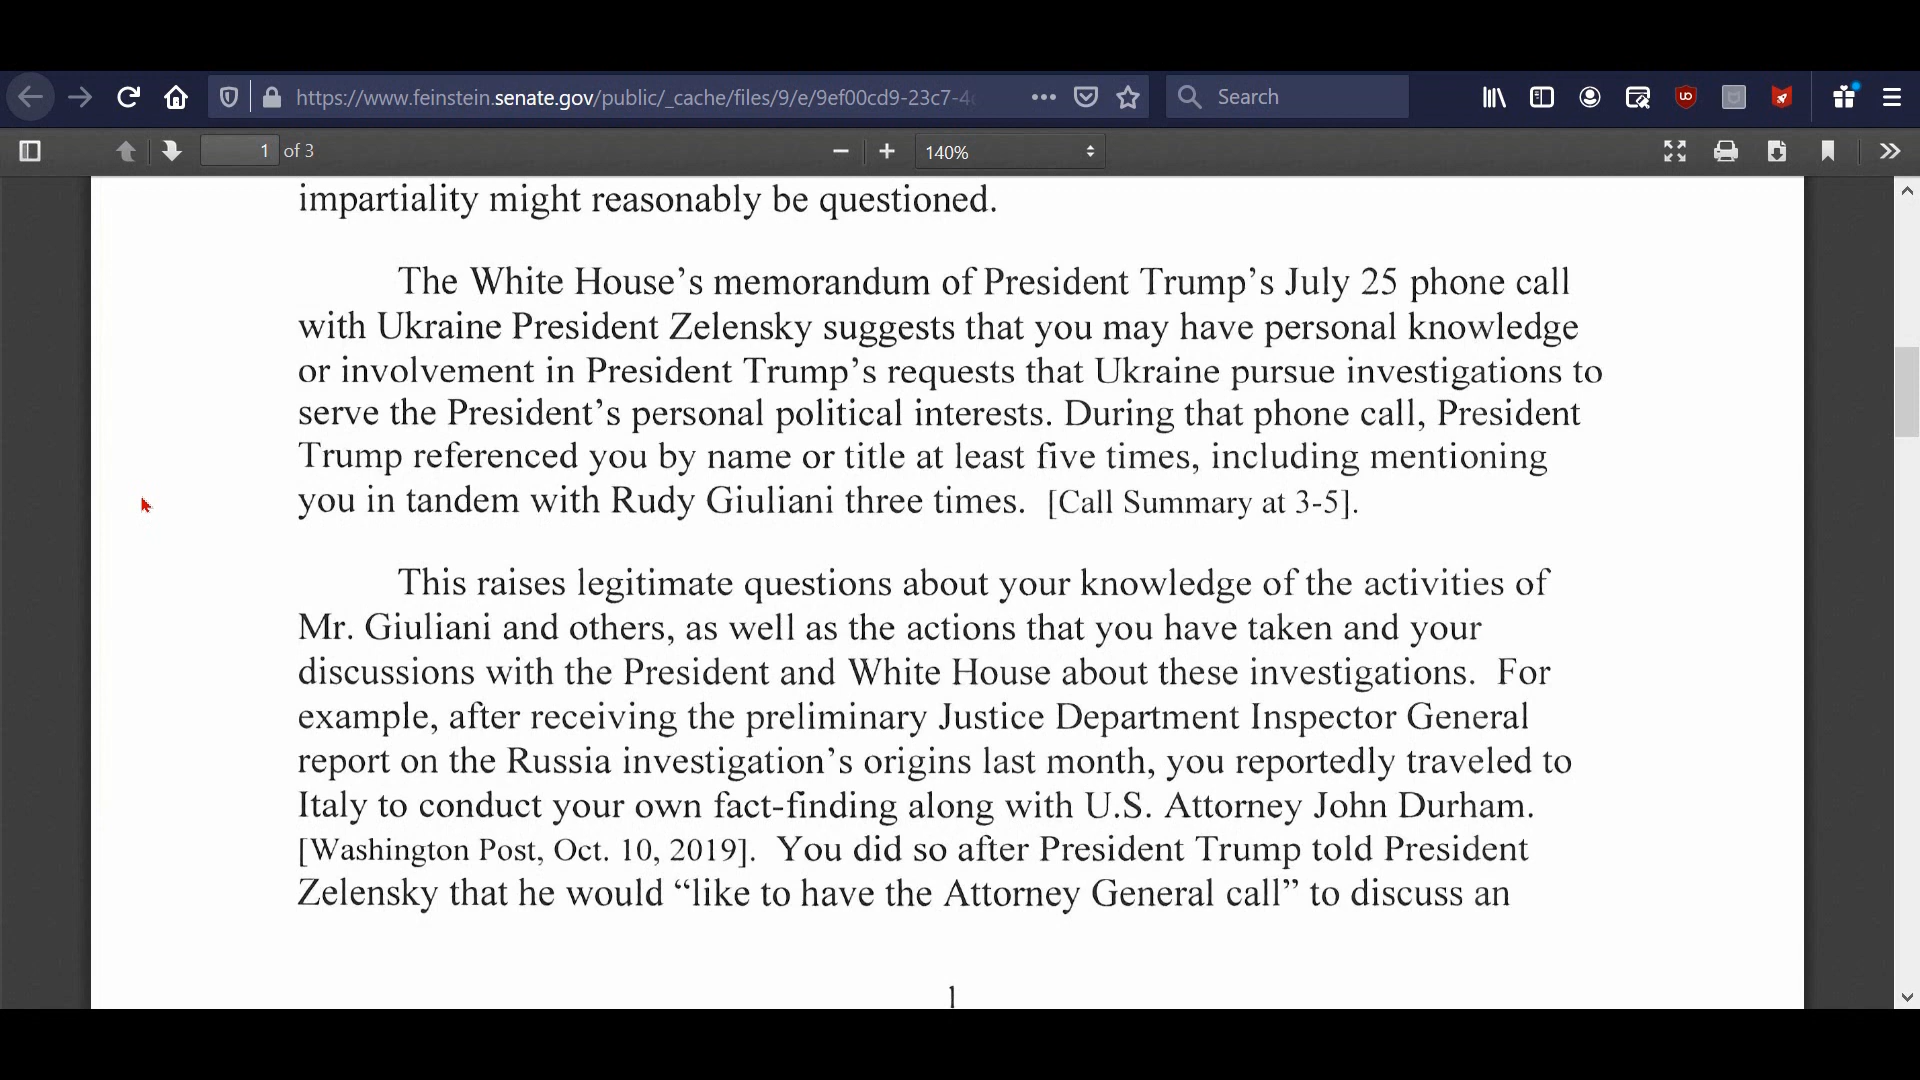 https://www.feinstein.senate.gov/public/_cache/files/9/e/9ef00cd9-23c7-4
Search
1 of 3
140%
impartiality might reasonably be questioned.
The White House’s memorandum of President Trump’s July 25 phone call
with Ukraine President Zelensky suggests that you may have personal knowledge
or involvement in President Trump’s requests that Ukraine pursue investigations to
serve the President’s personal political interests. During that phone call, President
Trump referenced you by name or title at least five times, including mentioning
you in tandem with Rudy Giuliani three times. [Call Summary at 3-5].
This raises legitimate questions about your knowledge of the activities of
Mr. Giuliani and others, as well as the actions that you have taken and your
discussions with the President and White House about these investigations. For
example, after receiving the preliminary Justice Department Inspector General
report on the Russia investigation’s origins last month, you reportedly traveled to
Italy to conduct your own fact-finding along with U.S. Attorney John Durham.
[Washington Post, Oct. 10, 2019]. You did so after President Trump told President
Zelensky that he would “like to have the Attorney General call” to discuss an
1